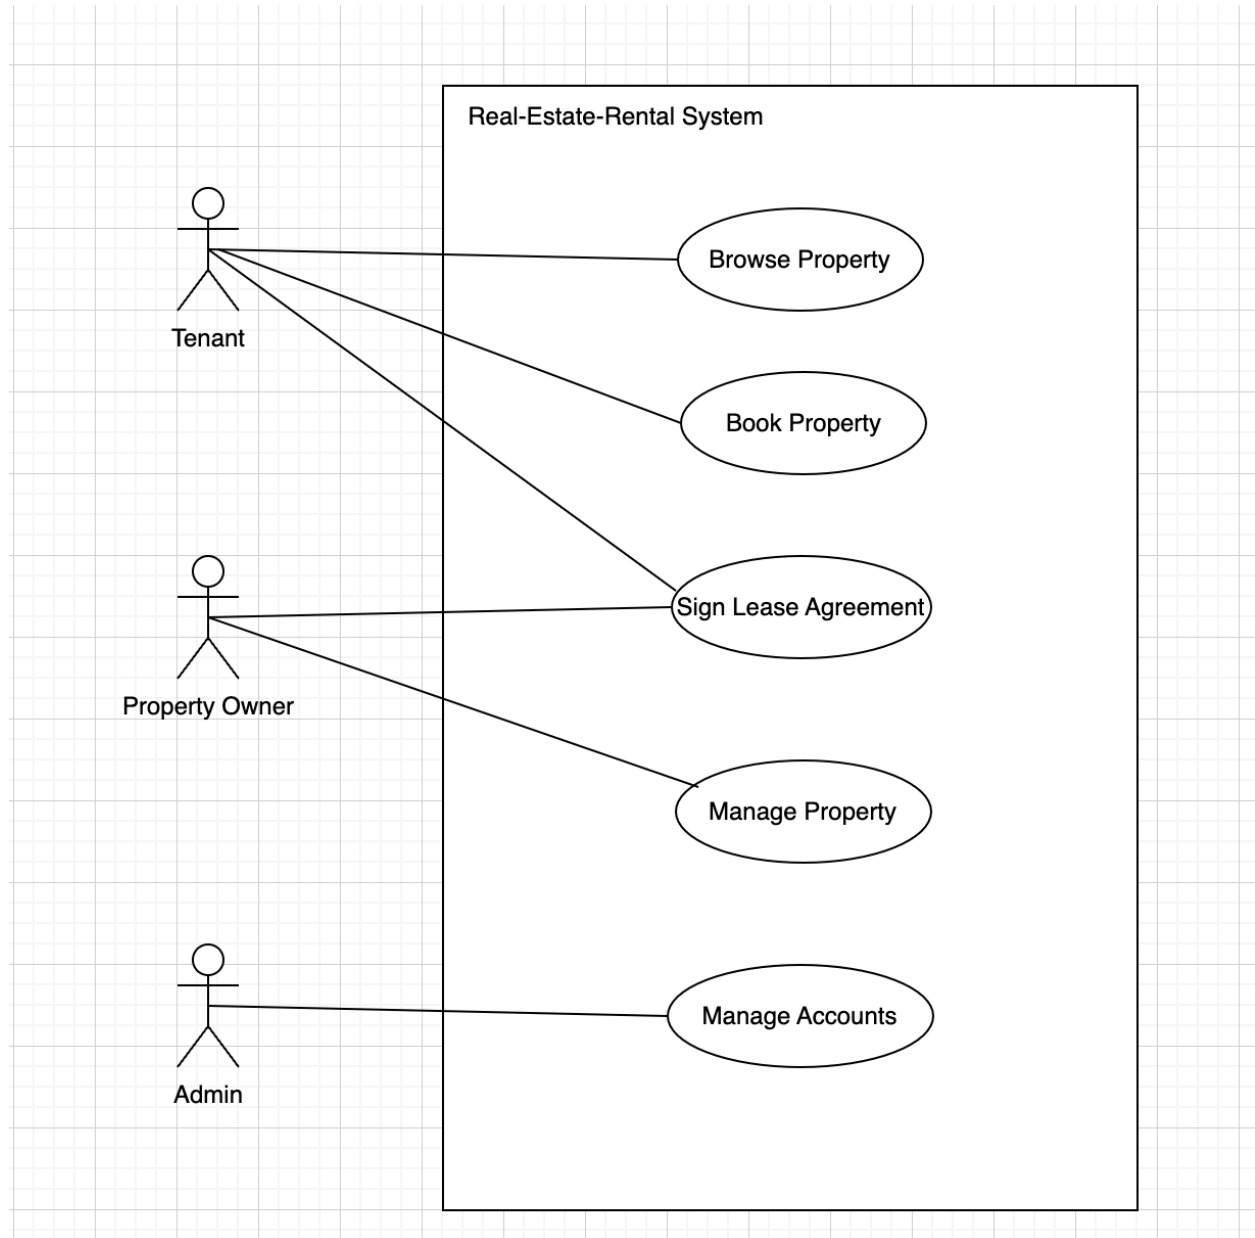 Real-Estate-Rental System
Tenant
Browse Property
Book Property
Property Owner
Sign Lease Agreement
Manage Property
Admin
Manage Accounts